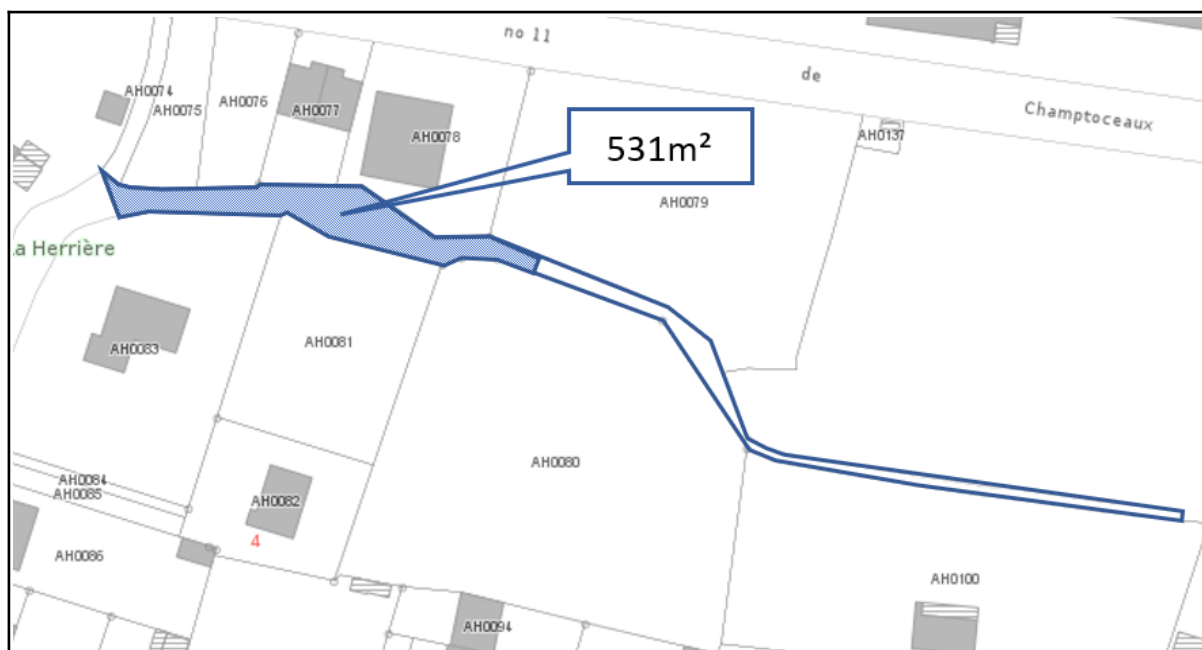 no 11
de
Champtoceaux
AH0074
AH0075
AH0076
AH0077
AH0078
AH0137
531m²
AH0079
a Herrière
AH0083
AH0081
AH0080
AH0084
AH0085
AH0082
4
AH0086
AH0100
AH0094